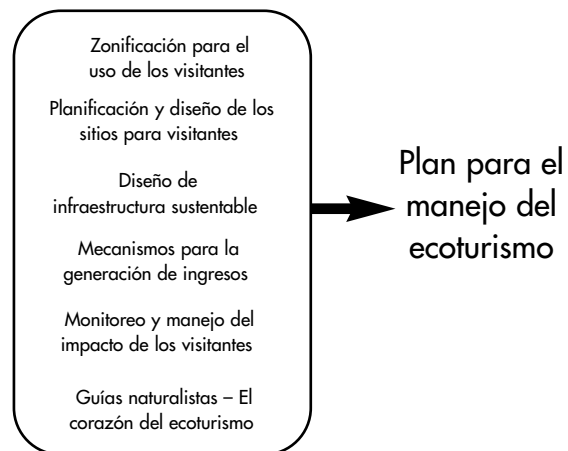 Zonificación para el
uso de los visitantes
Planificación y diseño de los
sitios para visitantes
Diseño de
infraestructura sustentable
Mecanismos para la
generación de ingresos
Monitoreo y manejo del
impacto de los visitantes
Guías naturalistas – El
corazón del ecoturismo
Plan para el
manejo del
ecoturismo